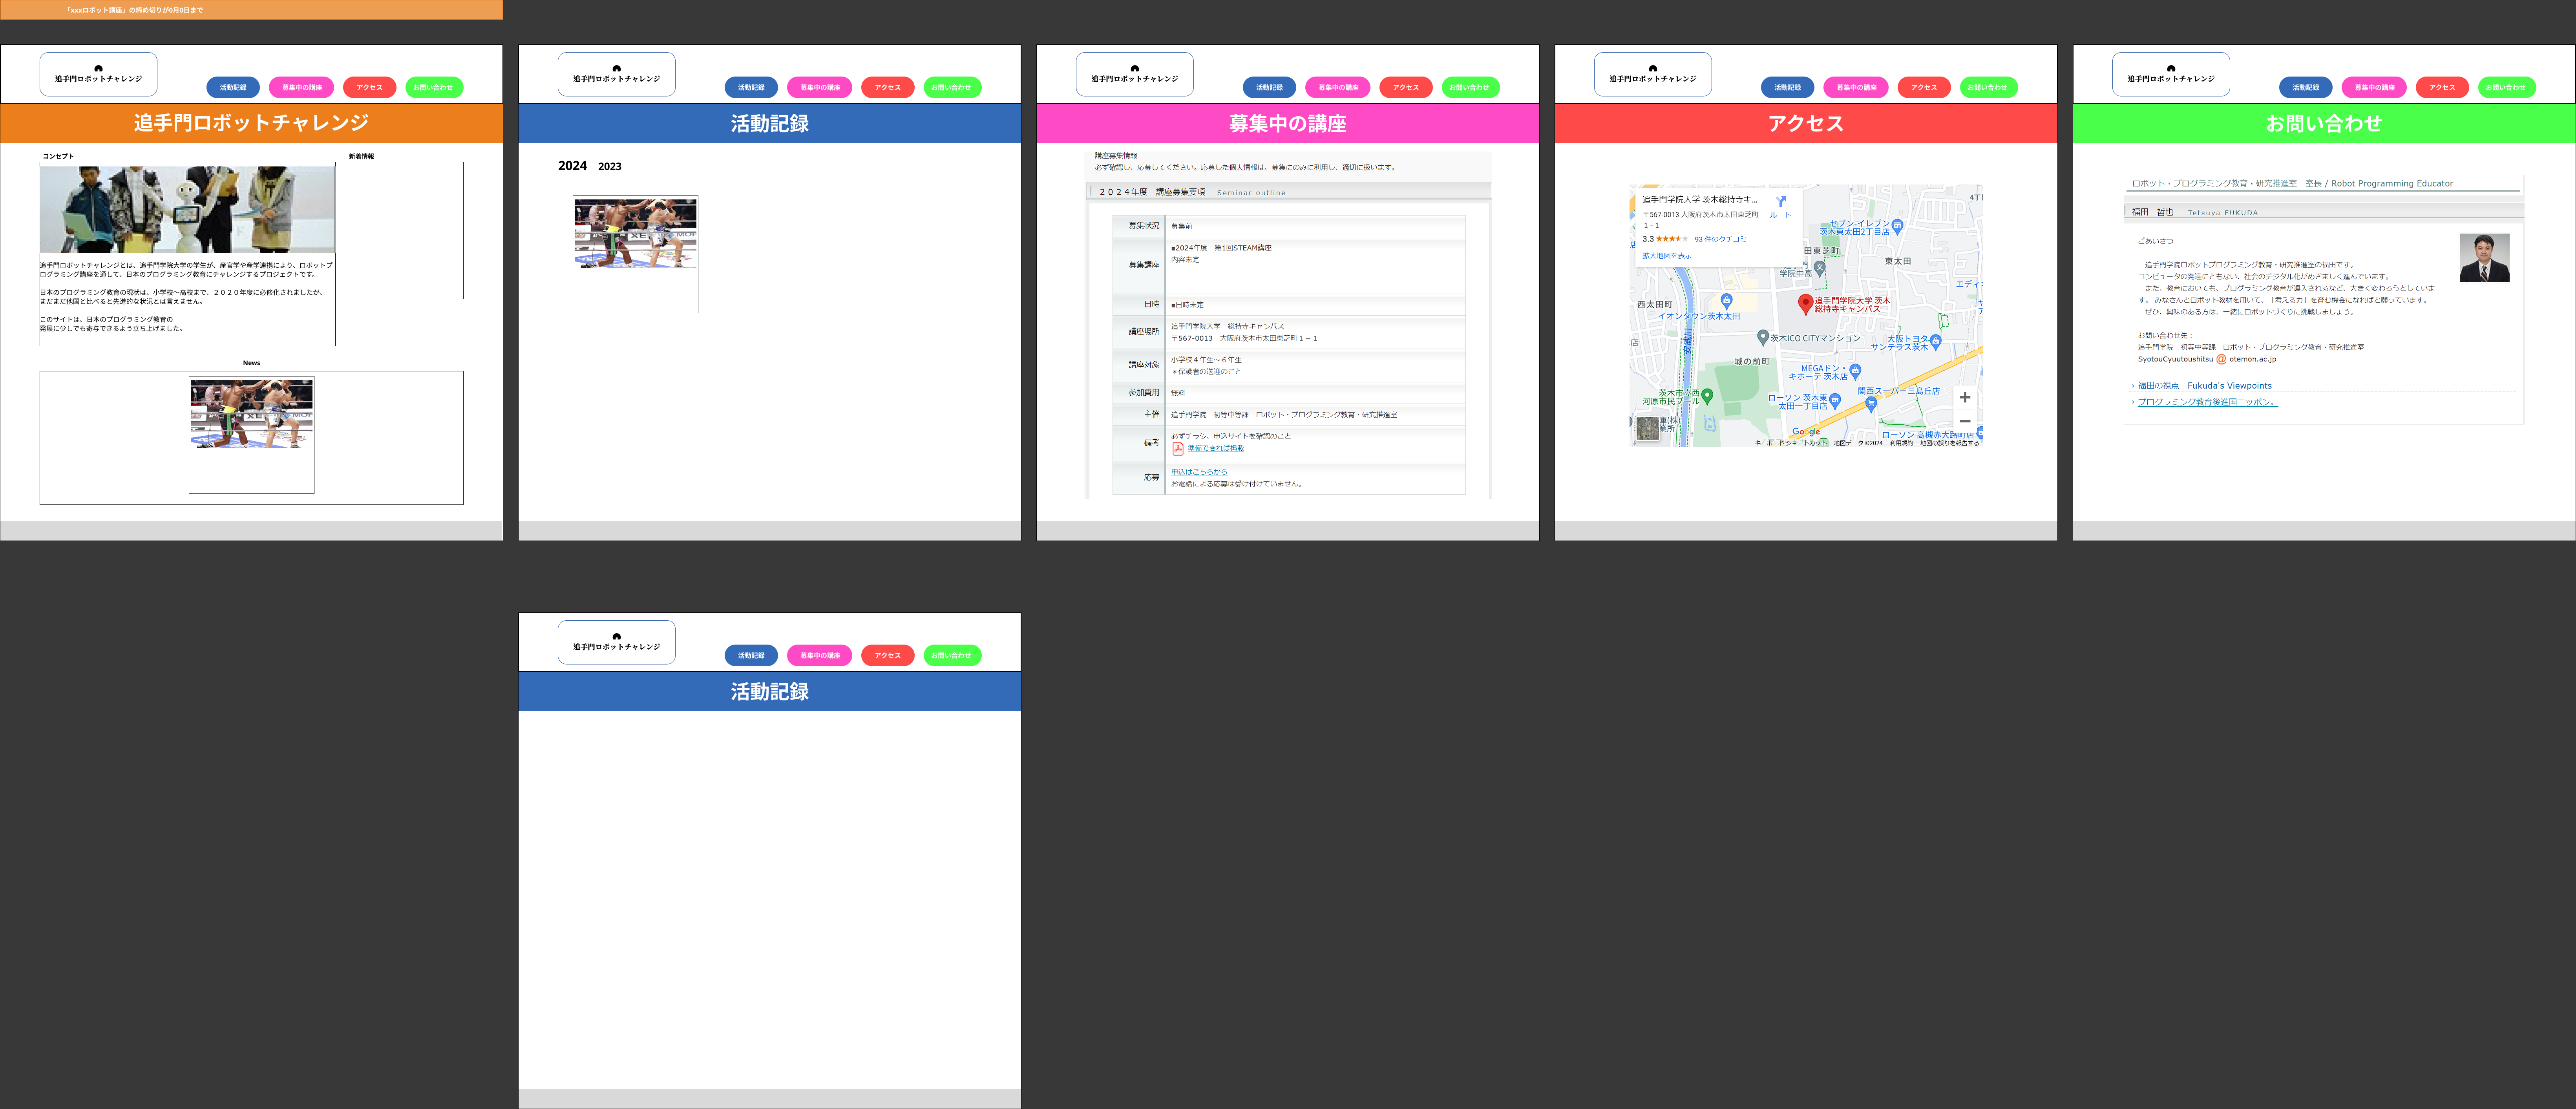 「xxxロボット講座」の締め切りが0月0日まで
追手門ロボットチャレンジ
活動記録
募集中の講座
アクセス
お問い合わせ
追手門ロボットチャレンジ
コンセプト
新着情報
追手門ロボットチャレンジとは、追手門学院大学の学生が、産官学や産学連携により、ロボットプ
ログラミング講座を通して、日本のプログラミング教育にチャレンジするプロジェクトです。
日本のプログラミング教育の現状は、小学校～高校まで、２０２０年度に必修化されましたが、
まだまだ他国と比べると先進的な状況とは言えません。
このサイトは、日本のプログラミング教育の
発展に少しでも寄与できるよう立ち上げました。
News
追手門ロボットチャレンジ
活動記録
募集中の講座
アクセス
お問い合わせ
活動記録
2024 2023
追手門ロボットチャレンジ
活動記録
募集中の講座
アクセス
お問い合わせ
募集中の講座
講座募集情報
必ず確認し、応募してください。応募した個人情報は、募集にのみに利用し、適切に扱います。
２０２４年度　講座募集要項 Seminar outline
募集状況 募集前
募集講座 ■2024年度　第1回STEAM講座
内容未定
日時 ■日時未定
講座場所 追手門学院大学　総持寺キャンパス
〒567-0013　大阪府茨木市太田東芝町１－１
講座対象 小学校４年生～６年生
＊保護者の送迎のこと
参加費用 無料
主催 追手門学院　初等中等課　ロボット・プログラミング教育・研究推進室
備考 必ずチラシ、申込サイトを確認のこと
準備できれば掲載
応募 申込はこちらから
お電話による応募は受け付けていません。
追手門ロボットチャレンジ
活動記録
募集中の講座
アクセス
お問い合わせ
アクセス
追手門学院大学 茨木総持寺キ...
〒567-0013 大阪府茨木市太田東芝町
１−１
ルート
3.3 93 件のクチコミ
拡大地図を表示
セブン-イレブン
茨木東太田2丁目店
田東芝町
学院中高
東太田
4丁目
エディ
西太田町
イオンタウン茨木太田
追手門学院大学 茨木
総持寺キャンパス
安威川
店
茨木ICO CITYマンション
大阪トヨタ
サンテラス茨木
城の前町
MEGAドン・
キホーテ 茨木店
茨木市立西
河原市民プール
ローソン 茨木東
太田一丁目店
関西スーパー三島丘店
車(株)
業所
Google
ローソン 高槻赤大路町店
キーボード ショートカット 地図データ ©2024 利用規約 地図の誤りを報告する
追手門ロボットチャレンジ
活動記録
募集中の講座
アクセス
お問い合わせ
お問い合わせ
ロボット・プログラミング教育・研究推進室　室長 / Robot Programming Educator
福田　哲也 Tetsuya FUKUDA
ごあいさつ
追手門学院ロボットプログラミング教育・研究推進室の福田です。
コンピュータの発達にともない、社会のデジタル化がめざましく進んでいます。
また、教育においても、プログラミング教育が導入されるなど、大きく変わろうとしていま
す。 みなさんとロボット教材を用いて、「考える力」を育む機会になればと願っています。
ぜひ、興味のある方は、一緒にロボットづくりに挑戦しましょう。
お問い合わせ先：
追手門学院　初等中等課　ロボット・プログラミング教育・研究推進室
SyotouCyuutoushitsu @ otemon.ac.jp
福田の視点　Fukuda's Viewpoints
プログラミング教育後進国ニッポン。
追手門ロボットチャレンジ
活動記録
募集中の講座
アクセス
お問い合わせ
活動記録